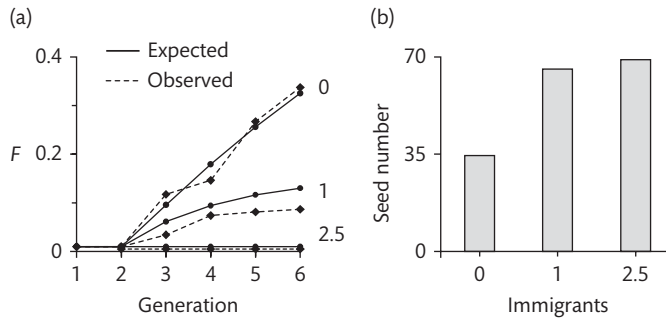 (a)
0.4
0.2
0
F
Expected
Observed
0
1
2.5
1 2 3 4 5 6
Generation
(b)
70
35
0
Seed number
0 1 2.5
Immigrants